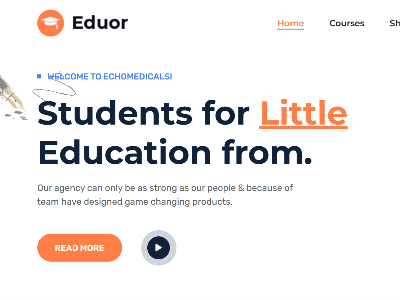 Eduor
Home Courses Sh
WELCOME TO ECHOMEDICALSI
Students for Little
Education from.
Our agency can only be as strong as our people & because of
team have designed game changing products.
READ MORE